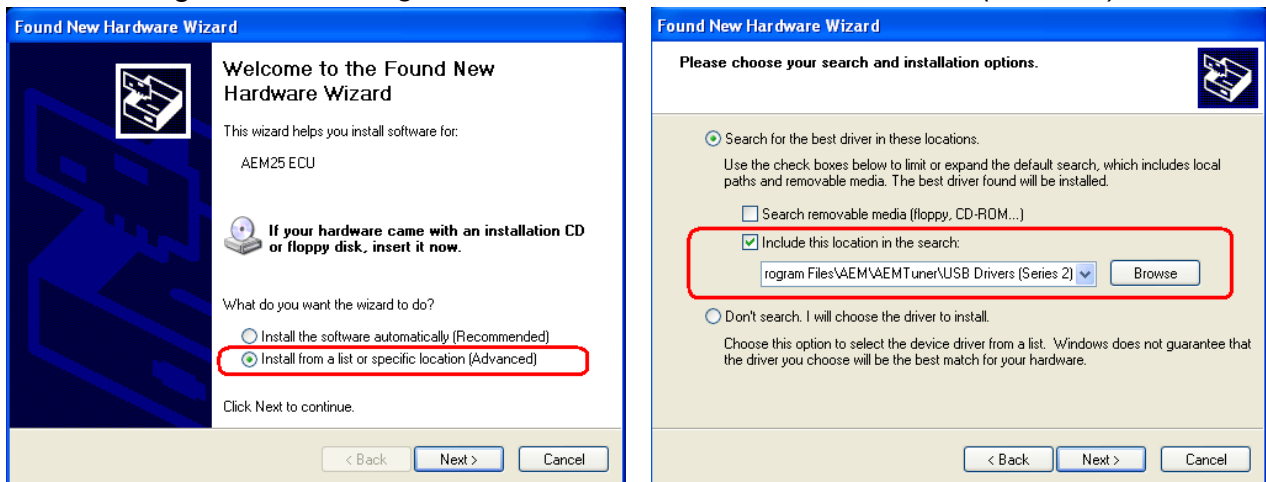 Found New Hardware Wizard
Welcome to the Found New
Hardware Wizard
This wizard helps you install software for:
AEM25 ECU
If your hardware came with an installation CD
or floppy disk, insert it now.
What do you want the wizard to do?
Install the software automatically (Recommended)
Install from a list or specific location (Advanced)
Click Next to continue.
< Back
Next >
Cancel
Found New Hardware Wizard
Please choose your search and installation options.
Search for the best driver in these locations.
Use the check boxes below to limit or expand the default search, which includes local
paths and removable media. The best driver found will be installed.
Search removable media (floppy, CD-ROM...)
Include this location in the search:
rogram Files\AEM\AEMTuner\USB Drivers (Series 2)
Browse
Don't search. I will choose the driver to install.
Choose this option to select the device driver from a list. Windows does not guarantee that
the driver you choose will be the best match for your hardware.
< Back
Next >
Cancel